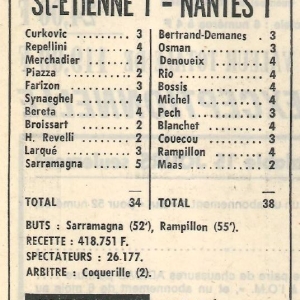 ST-ETIENNE 1 - NANTES 1
Curkovic 3 Bertrand-Demanes 3
Repellini 4 Osman 3
Merchadier 2 Denoueix 4
Piazza 2 Rio 4
Farizon 3 Bossis 4
Synaeghel 4 Michel 4
Bereta 4 Pech 3
Broissart 2 Blanchet 4
H. Revelli 2 Couecou 3
Larqué 3 Rampillon 4
Sarramagna 5 Maas 2
TOTAL 34 TOTAL 38
BUTS : Sarramagna (52'), Rampillon (55').
RECETTE : 418.751 F.
SPECTATEURS : 26.177.
ARBITRE : Coquerille (2).